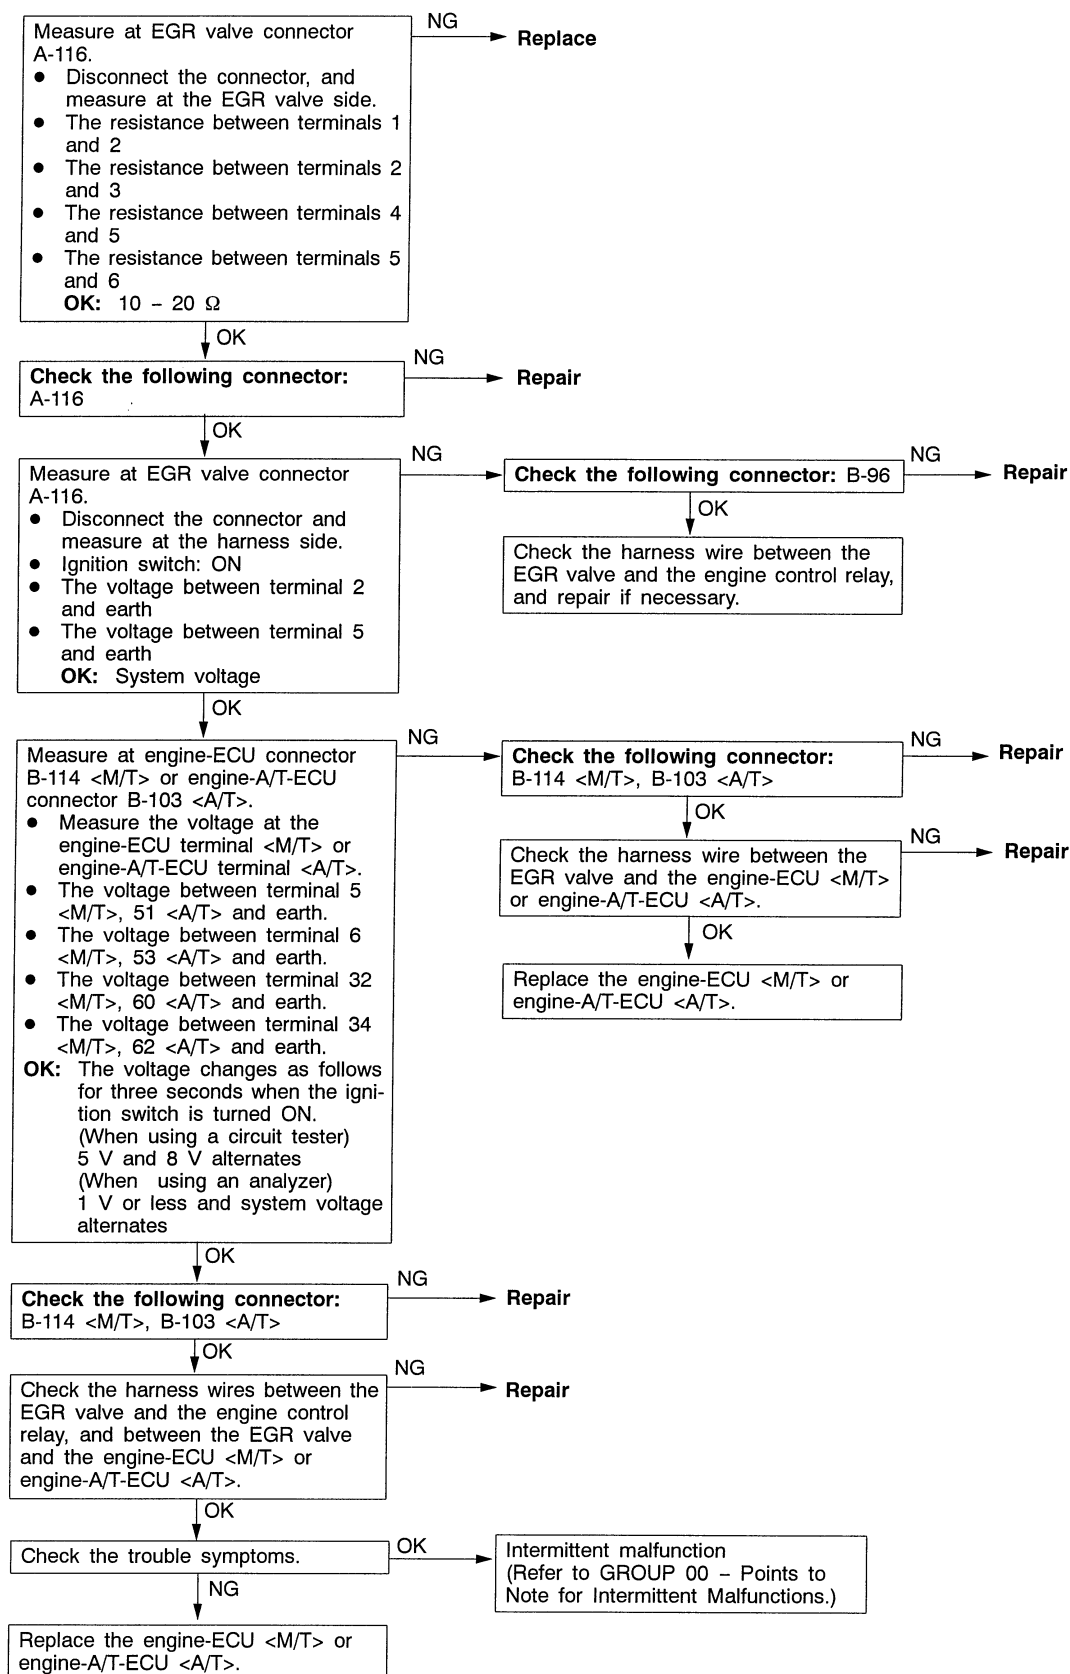 Measure at EGR valve connector
A-116.
● Disconnect the connector, and
measure at the EGR valve side.
● The resistance between terminals 1
and 2
● The resistance between terminals 2
and 3
● The resistance between terminals 4
and 5
● The resistance between terminals 5
and 6
OK: 10 – 20 Ω
NG
Replace
OK
Check the following connector:
A-116
NG
Repair
OK
Measure at EGR valve connector
A-116.
● Disconnect the connector and
measure at the harness side.
● Ignition switch: ON
● The voltage between terminal 2
and earth
● The voltage between terminal 5
and earth
OK: System voltage
NG
Check the following connector: B-96
NG
Repair
OK
Check the harness wire between the
EGR valve and the engine control relay,
and repair if necessary.
OK
Measure at engine-ECU connector
B-114 <M/T> or engine-A/T-ECU
connector B-103 <A/T>.
● Measure the voltage at the
engine-ECU terminal <M/T> or
engine-A/T-ECU terminal <A/T>.
● The voltage between terminal 5
<M/T>, 51 <A/T> and earth.
● The voltage between terminal 6
<M/T>, 53 <A/T> and earth.
● The voltage between terminal 32
<M/T>, 60 <A/T> and earth.
● The voltage between terminal 34
<M/T>, 62 <A/T> and earth.
OK: The voltage changes as follows
for three seconds when the igni-
tion switch is turned ON.
(When using a circuit tester)
5 V and 8 V alternates
(When using an analyzer)
1 V or less and system voltage
alternates
NG
Check the following connector:
B-114 <M/T>, B-103 <A/T>
NG
Repair
OK
Check the harness wire between the
EGR valve and the engine-ECU <M/T>
or engine-A/T-ECU <A/T>.
NG
Repair
OK
Replace the engine-ECU <M/T> or
engine-A/T-ECU <A/T>.
OK
Check the following connector:
B-114 <M/T>, B-103 <A/T>
NG
Repair
OK
Check the harness wires between the
EGR valve and the engine control
relay, and between the EGR valve
and the engine-ECU <M/T> or
engine-A/T-ECU <A/T>.
NG
Repair
OK
Check the trouble symptoms.
OK
Intermittent malfunction
(Refer to GROUP 00 – Points to
Note for Intermittent Malfunctions.)
NG
Replace the engine-ECU <M/T> or
engine-A/T-ECU <A/T>.